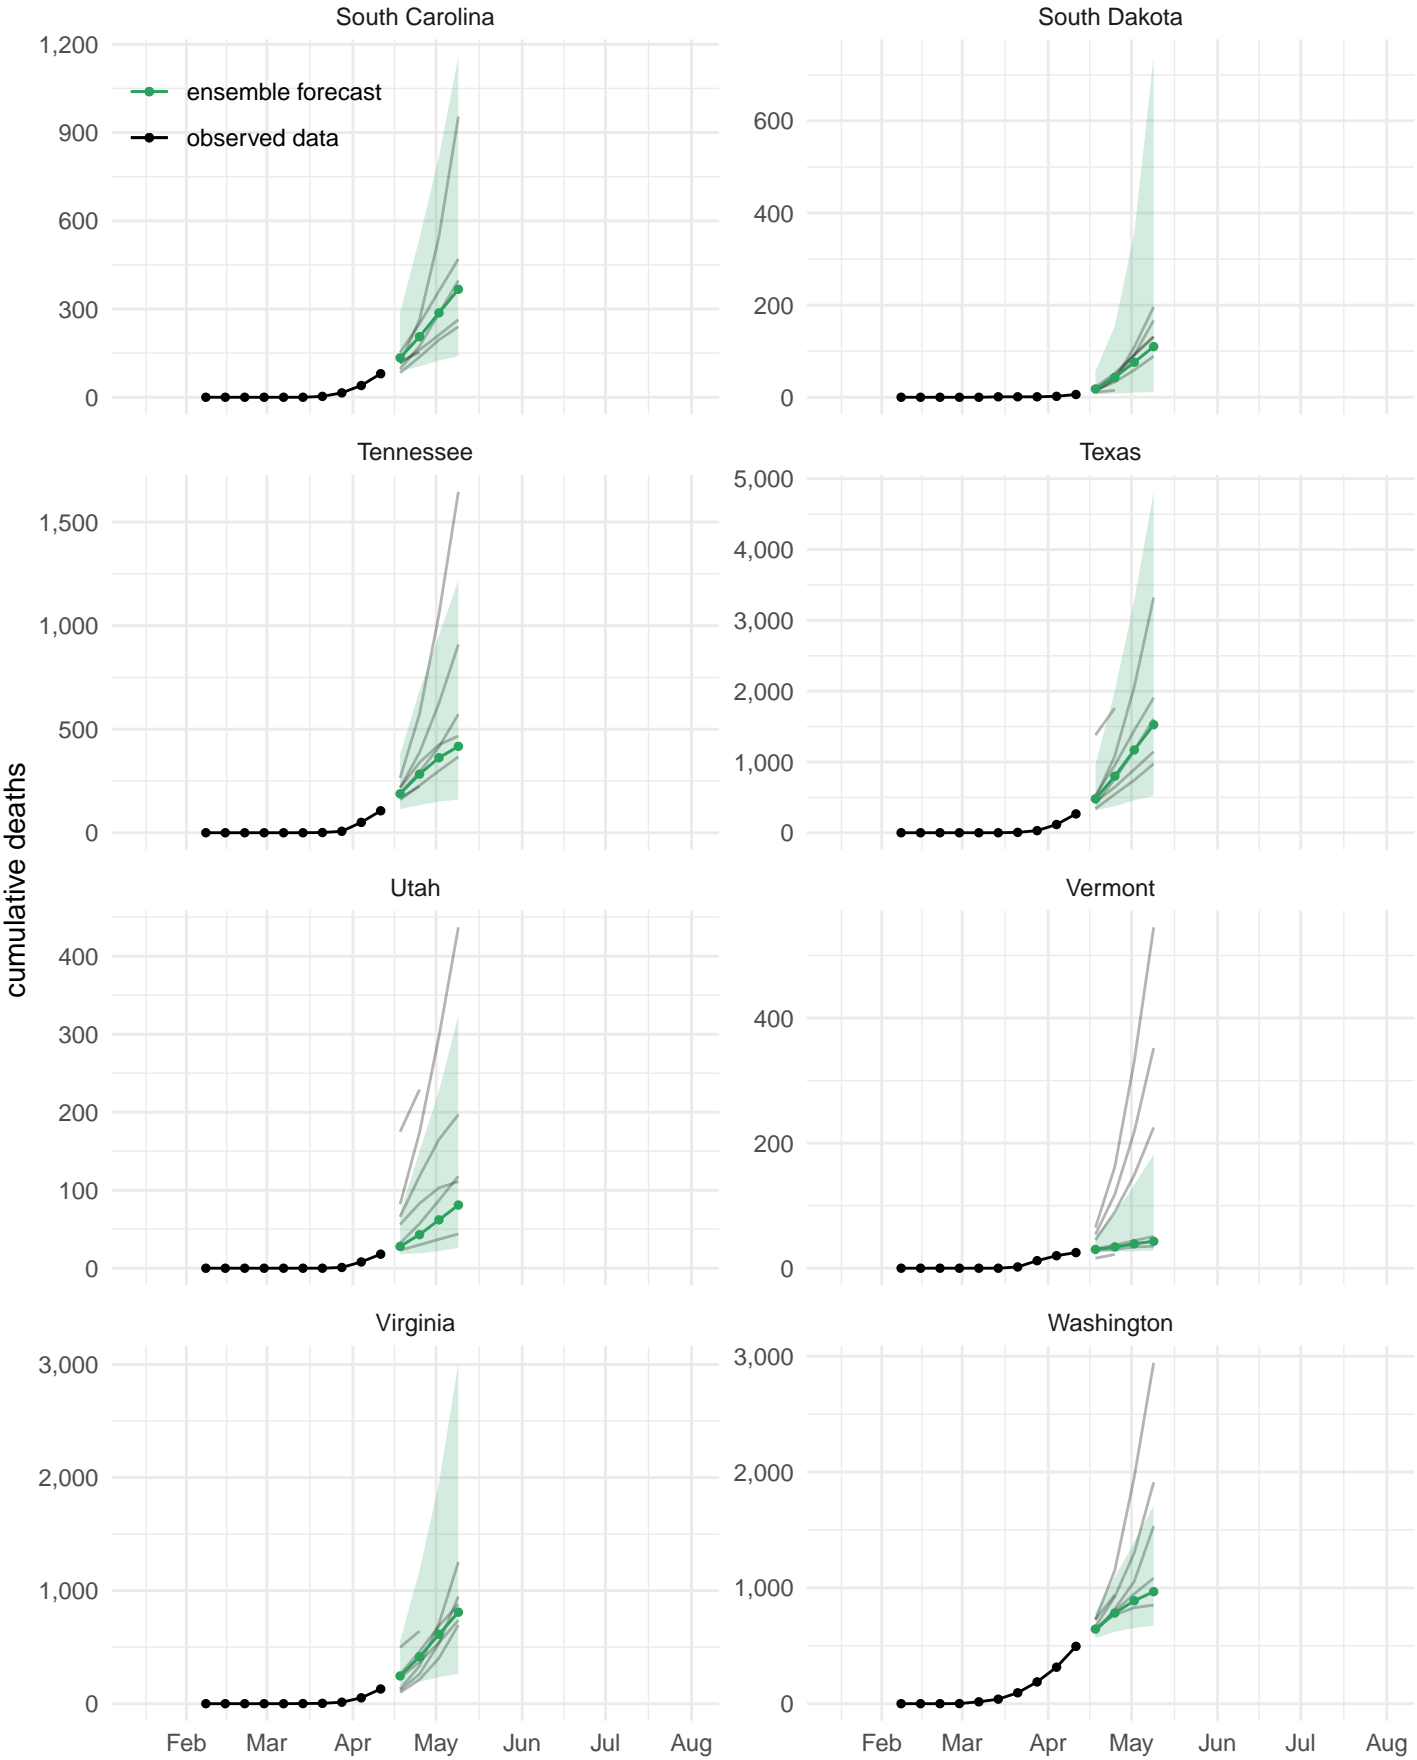 South Carolina
1,200
900
600
300
0
ensemble forecast
observed data
South Dakota
600
400
200
0
Tennessee
1,500
1,000
500
0
Texas
5,000
4,000
3,000
2,000
1,000
0
cumulative deaths
Utah
400
300
200
100
0
Vermont
400
200
0
Virginia
3,000
2,000
1,000
0
Feb Mar Apr May Jun Jul Aug
Washington
3,000
2,000
1,000
0
Feb Mar Apr May Jun Jul Aug